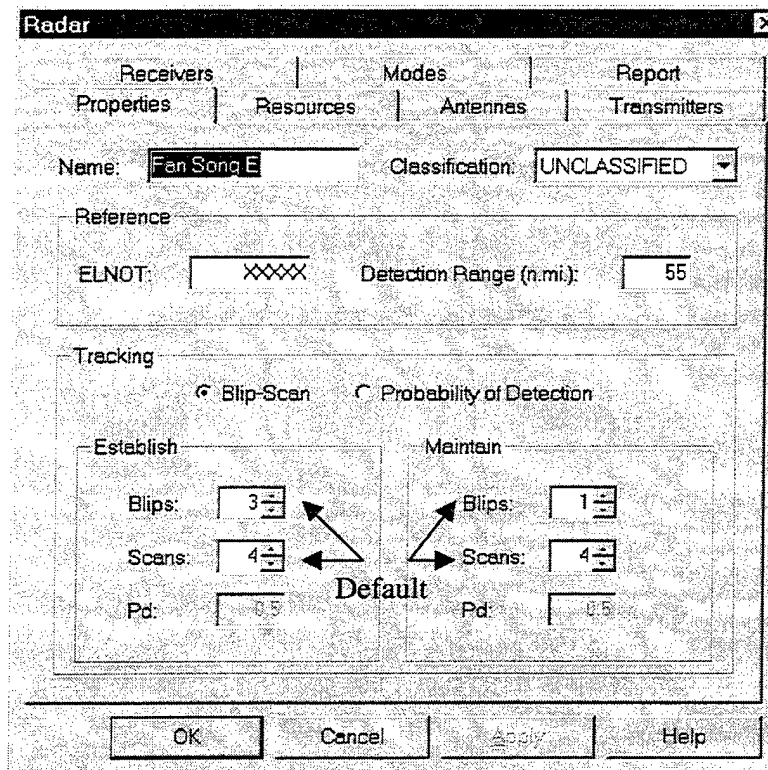 Radar
Receivers Modes Report
Properties Resources Antennas Transmitters
Name: Fan Song E Classification: UNCLASSIFIED
Reference
ELNOT: XXXXX Detection Range (n.mi.): 55
Tracking
Blip-Scan Probability of Detection
Establish Maintain
Blips: 3 Blips: 1
Scans: 4 Scans: 4
Default
Pd: 0.5 Pd: 0.5
OK Cancel Apply Help